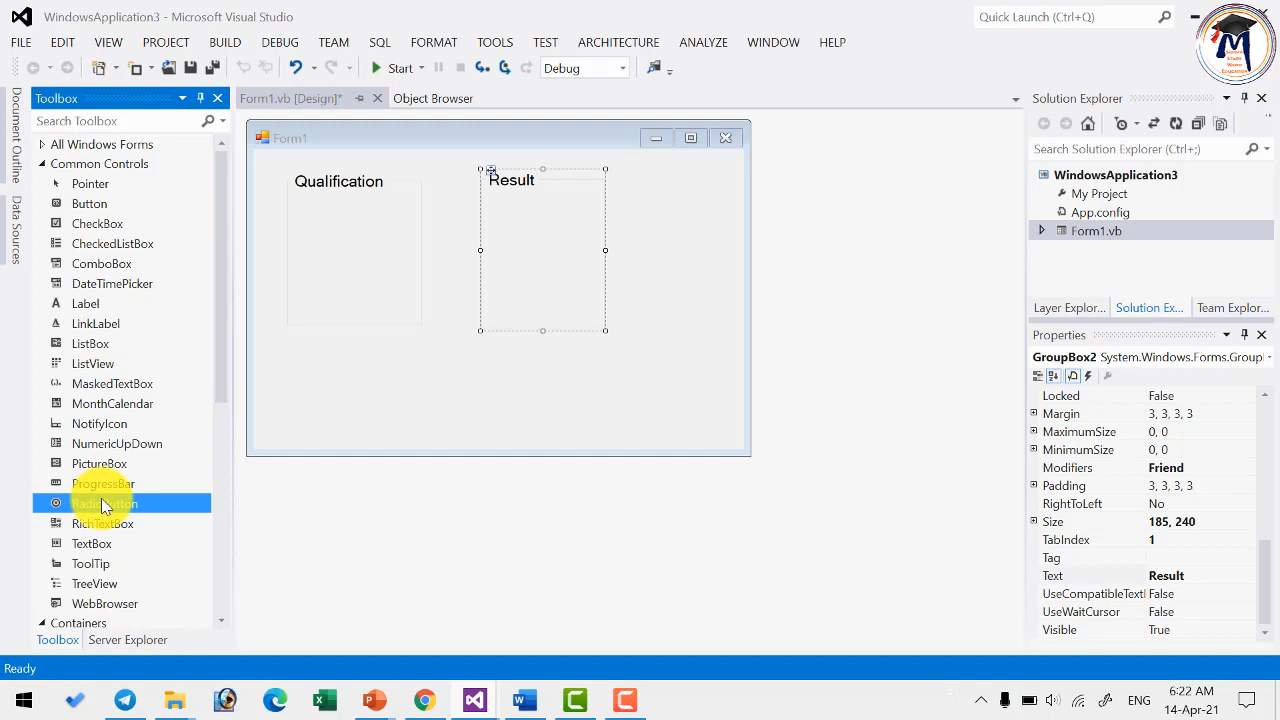 WindowsApplication3 - Microsoft Visual Studio
Quick Launch (Ctrl+Q)
FILE EDIT VIEW PROJECT BUILD DEBUG TEAM SQL FORMAT TOOLS TEST ARCHITECTURE ANALYZE WINDOW HELP
Start Debug
Document Outline
Data Sources
Toolbox
Search Toolbox
All Windows Forms
Common Controls
Pointer
Button
CheckBox
CheckedListBox
ComboBox
DateTimePicker
Label
LinkLabel
ListBox
ListView
MaskedTextBox
MonthCalendar
NotifyIcon
NumericUpDown
PictureBox
ProgressBar
RadioButton
RichTextBox
TextBox
ToolTip
TreeView
WebBrowser
Containers
Toolbox Server Explorer
Form1.vb [Design]* Object Browser
Form1
Qualification
Result
Solution Explorer
Search Solution Explorer (Ctrl+;)
WindowsApplication3
My Project
App.config
Form1.vb
Layer Explor... Solution Ex... Team Explor...
Properties
GroupBox2 System.Windows.Forms.Group
Locked False
Margin 3, 3, 3, 3
MaximumSize 0, 0
MinimumSize 0, 0
Modifiers Friend
Padding 3, 3, 3, 3
RightToLeft No
Size 185, 240
TabIndex 1
Tag
Text Result
UseCompatibleTextI False
UseWaitCursor False
Visible True
Ready
ENG
6:22 AM
14-Apr-21